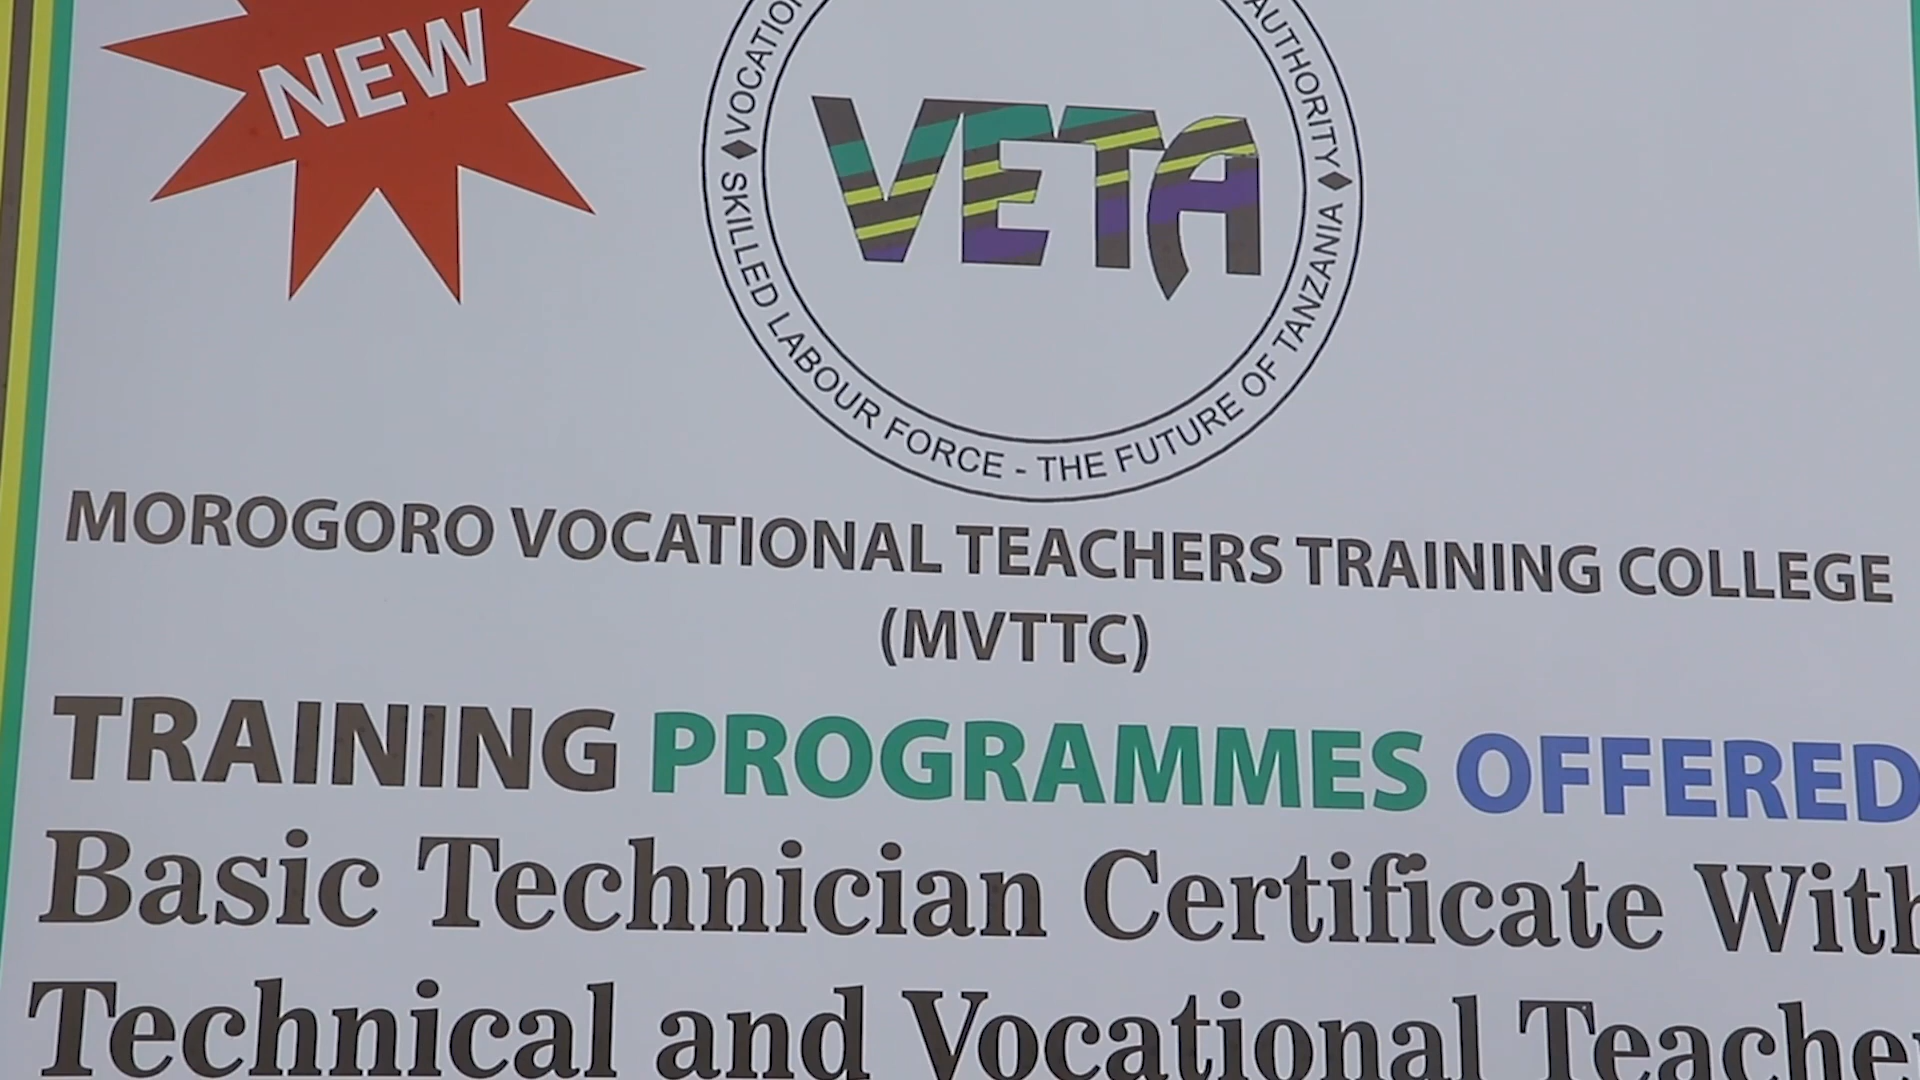 NEW
AUTHORITY
VETA
SKILLED LABOUR FORCE - THE FUTURE OF TANZANIA
MOROGORO VOCATIONAL TEACHERS TRAINING COLLEGE
(MVTTC)
TRAINING PROGRAMMES OFFERED
Basic Technician Certificate With
Technical and Vocational Teacher